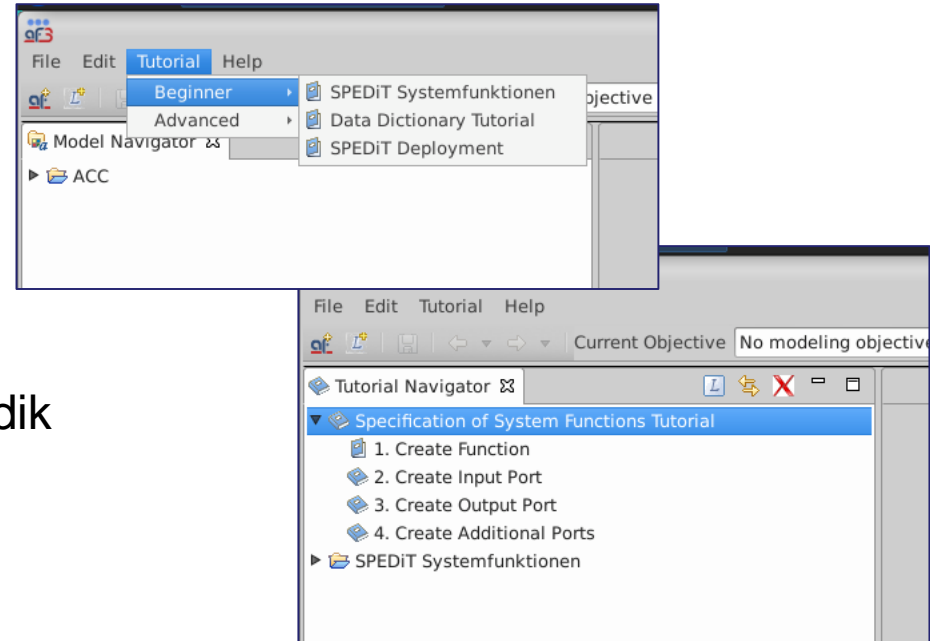 aF3
File Edit Tutorial Help
Beginner
SPEDiT Systemfunktionen
bjective
Advanced
Data Dictionary Tutorial
SPEDiT Deployment
Model Navigator
ACC
File Edit Tutorial Help
Current Objective No modeling objectiv
Tutorial Navigator
Specification of System Functions Tutorial
1. Create Function
2. Create Input Port
3. Create Output Port
4. Create Additional Ports
SPEDiT Systemfunktionen
dik